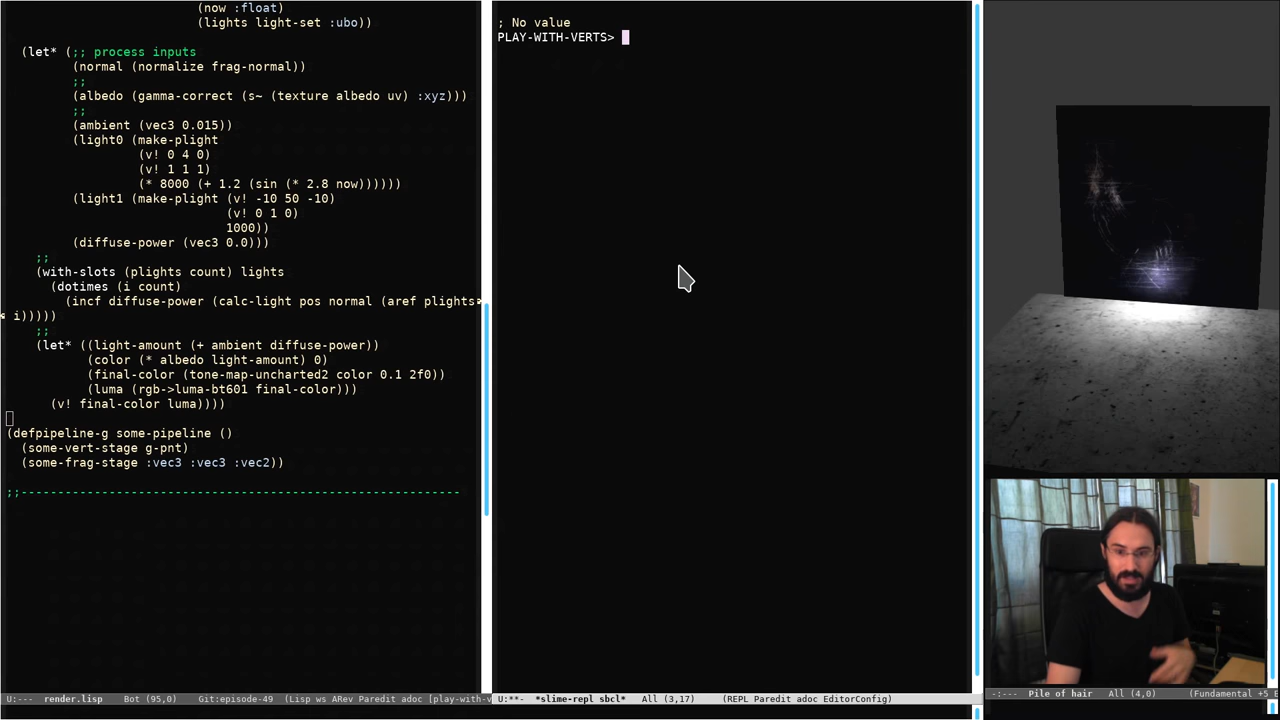 (now :float)
(lights light-set :ubo))
(let* (;; process inputs
(normal (normalize frag-normal))
;;
(albedo (gamma-correct (s~ (texture albedo uv) :xyz)))
;;
(ambient (vec3 0.015))
(light0 (make-plight
(v! 0 4 0)
(v! 1 1 1)
(* 8000 (+ 1.2 (sin (* 2.8 now))))))
(light1 (make-plight (v! -10 50 -10)
(v! 0 1 0)
1000))
(diffuse-power (vec3 0.0)))
;;
(with-slots (plights count) lights
(dotimes (i count)
(incf diffuse-power (calc-light pos normal (aref plights
i)))))
;;
(let* ((light-amount (+ ambient diffuse-power))
(color (* albedo light-amount) 0)
(final-color (tone-map-uncharted2 color 0.1 2f0))
(luma (rgb->luma-bt601 final-color)))
(v! final-color luma))))
(defpipeline-g some-pipeline ()
(some-vert-stage g-pnt)
(some-frag-stage :vec3 :vec3 :vec2))
;;--------------------------------------------------------------
U:--- render.lisp Bot (95,0) Git:episode-49 (Lisp ws ARev Paredit adoc [play-with-v
; No value
PLAY-WITH-VERTS>
U:**- *slime-repl sbcl* All (3,17) (REPL Paredit adoc EditorConfig)
-:--- Pile of hair All (4,0) (Fundamental +5 E